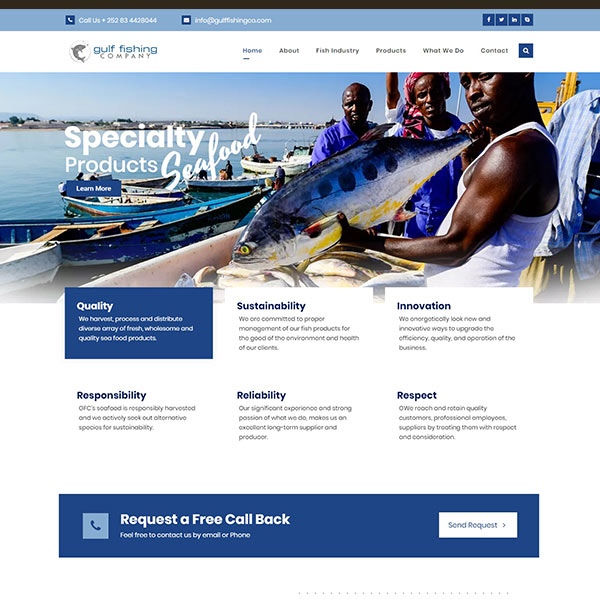 Call Us + 252 83 4428044
info@gulffishingco.com
gulf fishing
COMPANY
Home
About
Fish Industry
Products
What We Do
Contact
Specialty
Products
Seafood
Learn More
Quality
We harvest, process and distribute
diverse array of fresh, wholesome and
quality sea food products.
Sustainability
We are committed to proper
management of our fish products for
the good of the environment and health
of our clients.
Innovation
We energetically look new and
innovative ways to upgrade the
efficiency, quality, and operation of the
business.
Responsibility
GFC's seafood is responsibly harvested
and we actively seek out alternative
species for sustainability.
Reliability
Our significant experience and strong
passion of what we do, makes us an
excellent long-term supplier and
producer.
Respect
GWe reach and retain quality
customers, professional employees,
suppliers by treating them with respect
and consideration.
Request a Free Call Back
Feel free to contact us by email or Phone
Send Request